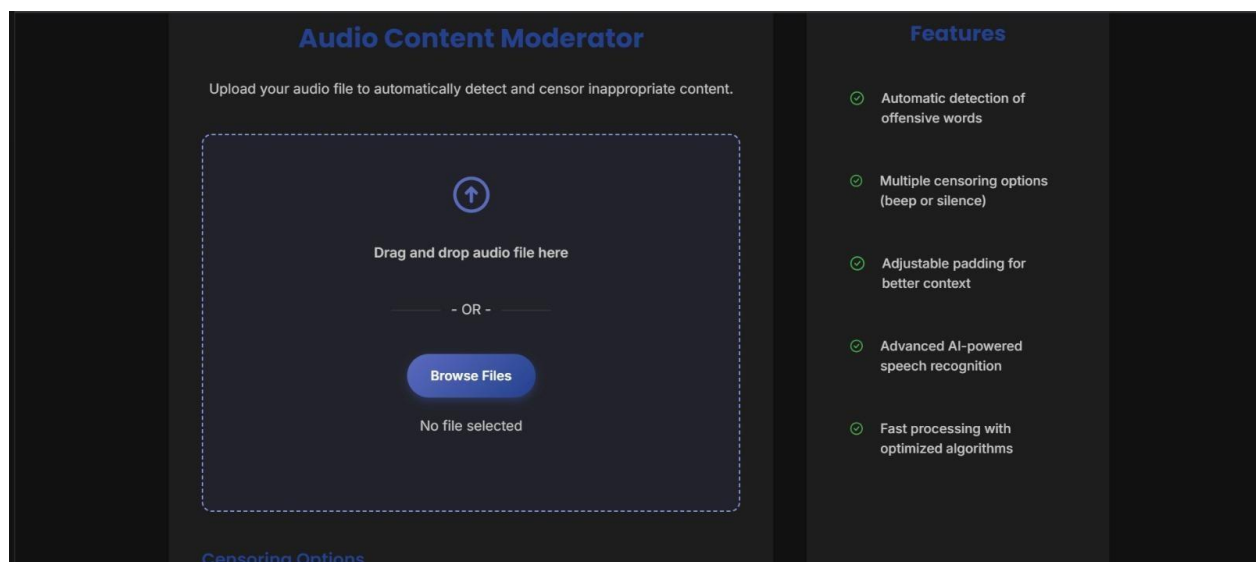 Audio Content Moderator
Upload your audio file to automatically detect and censor inappropriate content.
Drag and drop audio file here
- OR -
Browse Files
No file selected
Censoring Options
Features
Automatic detection of
offensive words
Multiple censoring options
(beep or silence)
Adjustable padding for
better context
Advanced AI-powered
speech recognition
Fast processing with
optimized algorithms